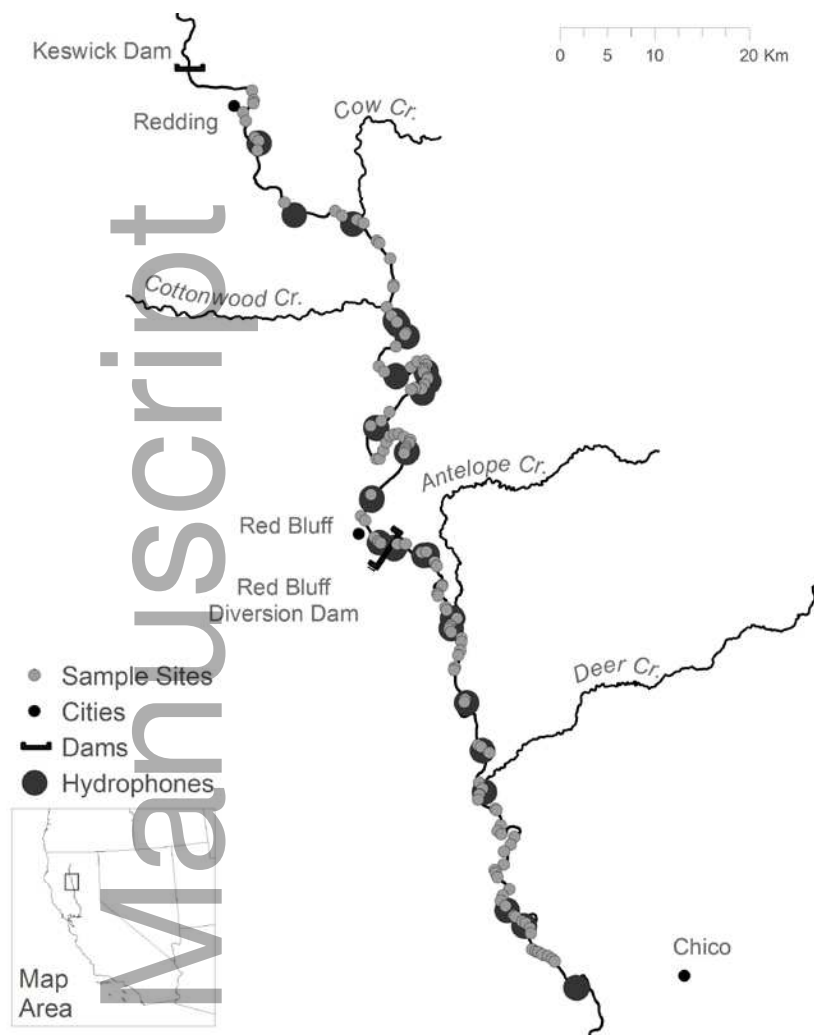 Keswick Dam
0 5 10 20 Km
Redding
Cow Cr.
Cottonwood Cr.
Antelope Cr.
Red Bluff
Red Bluff
Diversion Dam
Deer Cr.
Sample Sites
Cities
Dams
Hydrophones
Map
Area
Chico
Manuscript